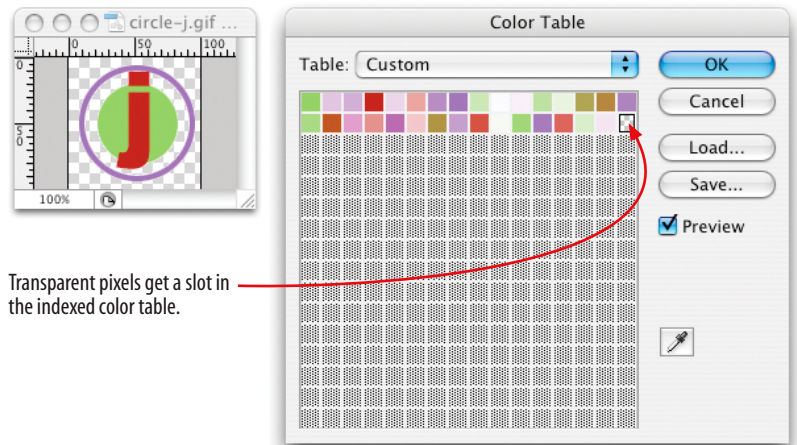 circle-j.gif ...
0 50 100
0
5
0
100%
Transparent pixels get a slot in
the indexed color table.
Color Table
Table: Custom
OK
Cancel
Load...
Save...
Preview
j